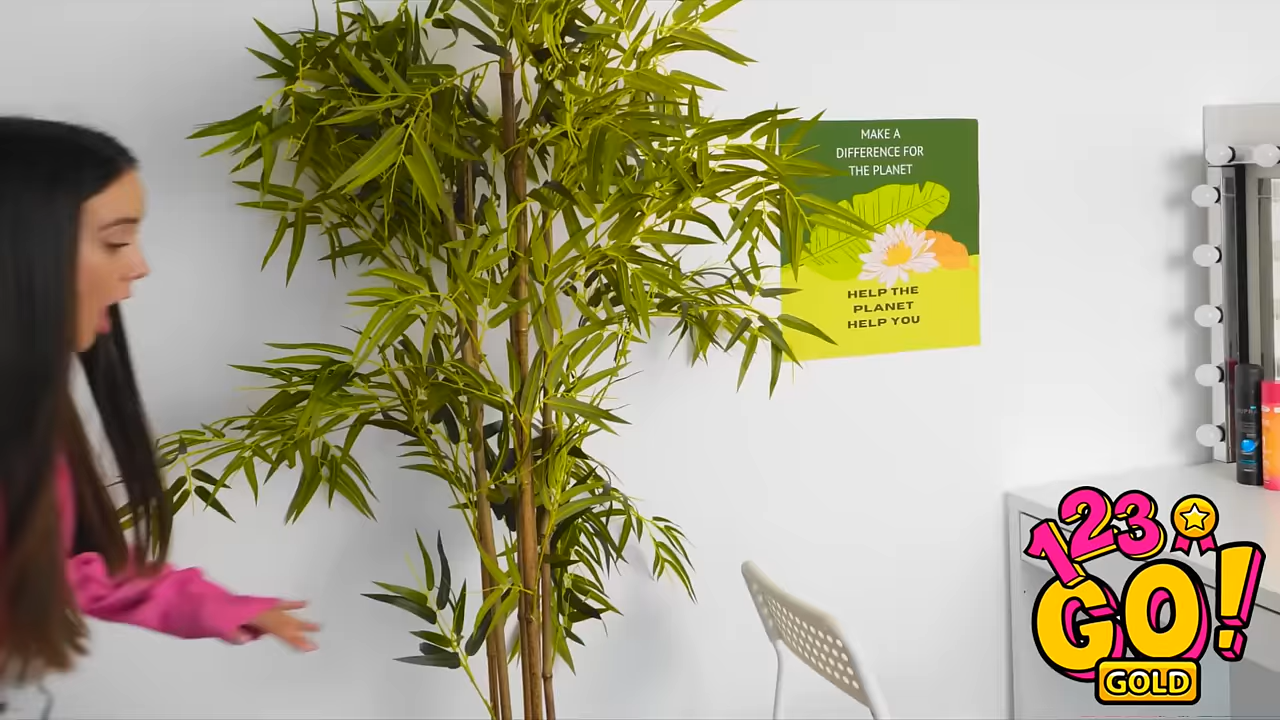 MAKE A
DIFFERENCE FOR
THE PLANET
HELP THE
PLANET
HELP YOU
123
GO!
GOLD